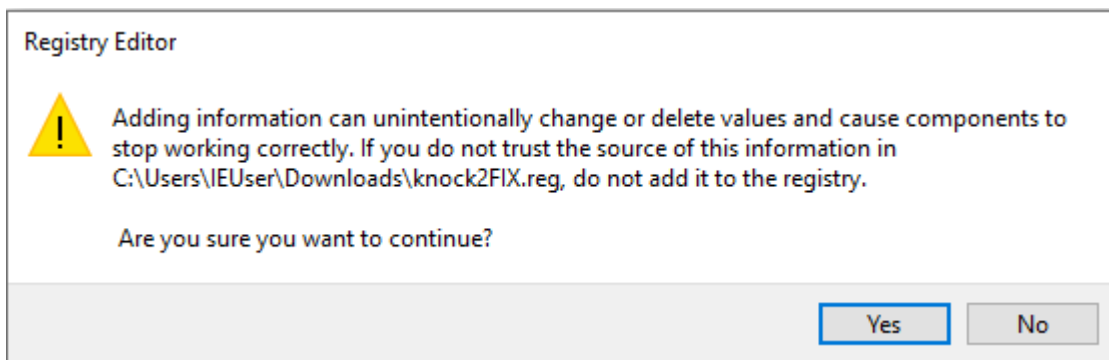 Registry Editor
Adding information can unintentionally change or delete values and cause components to
stop working correctly. If you do not trust the source of this information in
C:\Users\IEUser\Downloads\knock2FIX.reg, do not add it to the registry.
Are you sure you want to continue?
Yes No